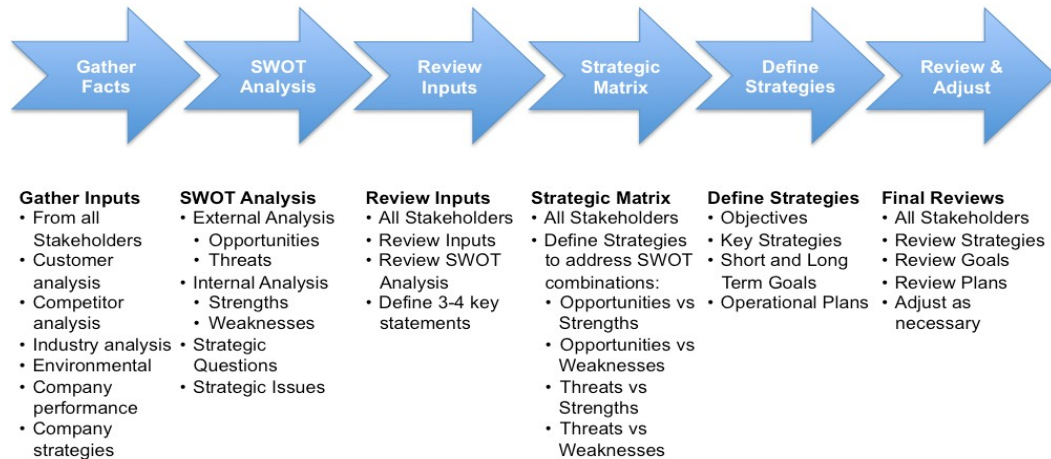 Gather
Facts
SWOT
Analysis
Review
Inputs
Strategic
Matrix
Define
Strategies
Review &
Adjust
Gather Inputs
• From all
Stakeholders
• Customer
analysis
• Competitor
analysis
• Industry analysis
• Environmental
• Company
performance
• Company
strategies
SWOT Analysis
• External Analysis
• Opportunities
• Threats
• Internal Analysis
• Strengths
• Weaknesses
• Strategic
Questions
• Strategic Issues
Review Inputs
• All Stakeholders
• Review Inputs
• Review SWOT
Analysis
• Define 3-4 key
statements
Strategic Matrix
• All Stakeholders
• Define Strategies
to address SWOT
combinations:
• Opportunities vs
Strengths
• Opportunities vs
Weaknesses
• Threats vs
Strengths
• Threats vs
Weaknesses
Define Strategies
• Objectives
• Key Strategies
• Short and Long
Term Goals
• Operational Plans
Final Reviews
• All Stakeholders
• Review Strategies
• Review Goals
• Review Plans
• Adjust as
necessary